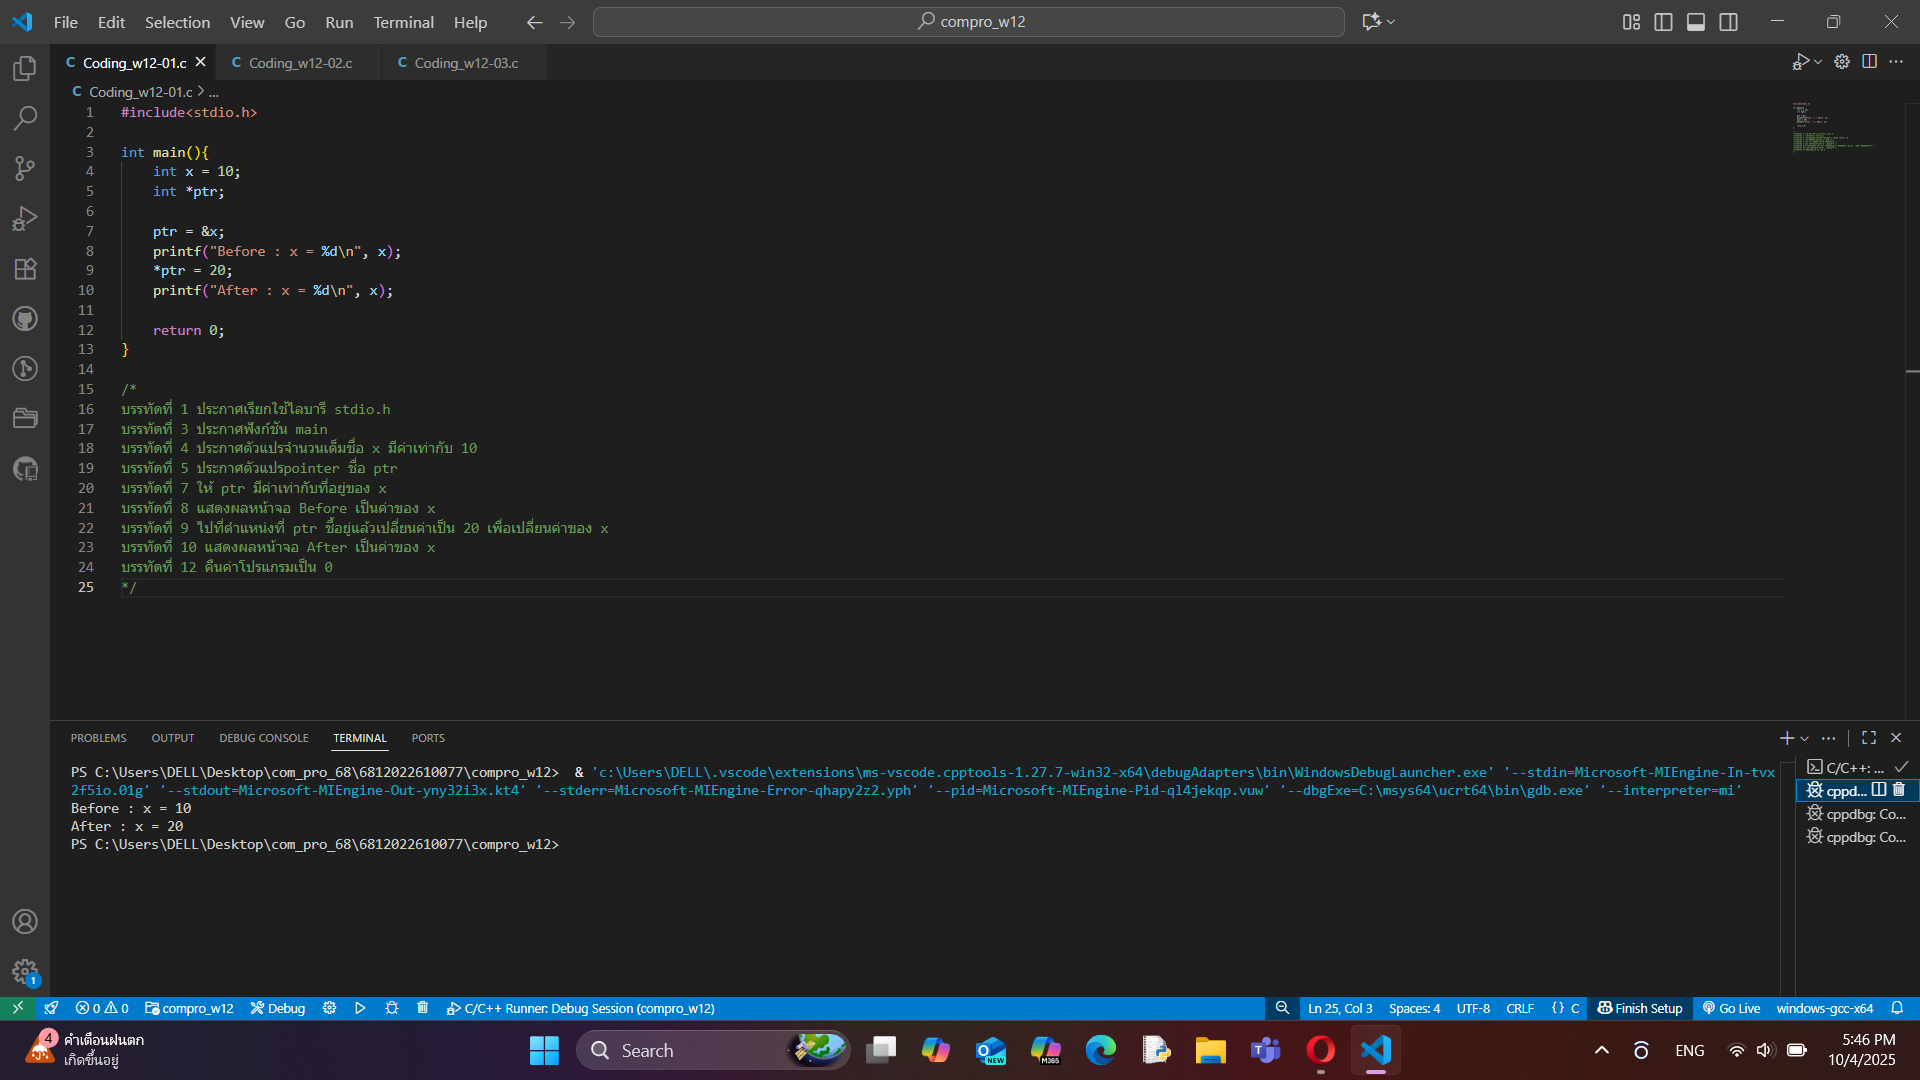 File Edit Selection View Go Run Terminal Help
compro_w12
Coding_w12-01.c
Coding_w12-02.c
Coding_w12-03.c
Coding_w12-01.c > ...
1 #include<stdio.h>
2
3 int main(){
4 int x = 10;
5 int *ptr;
6
7 ptr = &x;
8 printf("Before : x = %d\n", x);
9 *ptr = 20;
10 printf("After : x = %d\n", x);
11
12 return 0;
13 }
14
15 /*
16 บรรทัดที่ 1 ประกาศเรียกใช้ไลบารี stdio.h
17 บรรทัดที่ 3 ประกาศฟังก์ชัน main
18 บรรทัดที่ 4 ประกาศตัวแปรจำนวนเต็มชื่อ x มีค่าเท่ากับ 10
19 บรรทัดที่ 5 ประกาศตัวแปรpointer ชื่อ ptr
20 บรรทัดที่ 7 ให้ ptr มีค่าเท่ากับที่อยู่ของ x
21 บรรทัดที่ 8 แสดงผลหน้าจอ Before เป็นค่าของ x
22 บรรทัดที่ 9 ไปที่ตำแหน่งที่ ptr ชี้อยู่แล้วเปลี่ยนค่าเป็น 20 เพื่อเปลี่ยนค่าของ x
23 บรรทัดที่ 10 แสดงผลหน้าจอ After เป็นค่าของ x
24 บรรทัดที่ 12 คืนค่าโปรแกรมเป็น 0
25 */
PROBLEMS OUTPUT DEBUG CONSOLE TERMINAL PORTS
PS C:\Users\DELL\Desktop\com_pro_68\6812022610077\compro_w12> & 'c:\Users\DELL\.vscode\extensions\ms-vscode.cpptools-1.27.7-win32-x64\debugAdapters\bin\WindowsDebugLauncher.exe' '--stdin=Microsoft-MIEngine-In-tvx
2f5io.01g' '--stdout=Microsoft-MIEngine-Out-yny32i3x.kt4' '--stderr=Microsoft-MIEngine-Error-qhapy2z2.yph' '--pid=Microsoft-MIEngine-Pid-ql4jekqp.vuw' '--dbgExe=C:\msys64\ucrt64\bin\gdb.exe' '--interpreter=mi'
Before : x = 10
After : x = 20
PS C:\Users\DELL\Desktop\com_pro_68\6812022610077\compro_w12>
C/C++: ...
cppd...
cppdbg: Co...
cppdbg: Co...
1
0 0 compro_w12 Debug C/C++ Runner: Debug Session (compro_w12) Ln 25, Col 3 Spaces: 4 UTF-8 CRLF {} C Finish Setup Go Live windows-gcc-x64
4 คำเตือนฝนตก
เกิดขึ้นอยู่
Search
NEW
M365
ENG
5:46 PM
10/4/2025